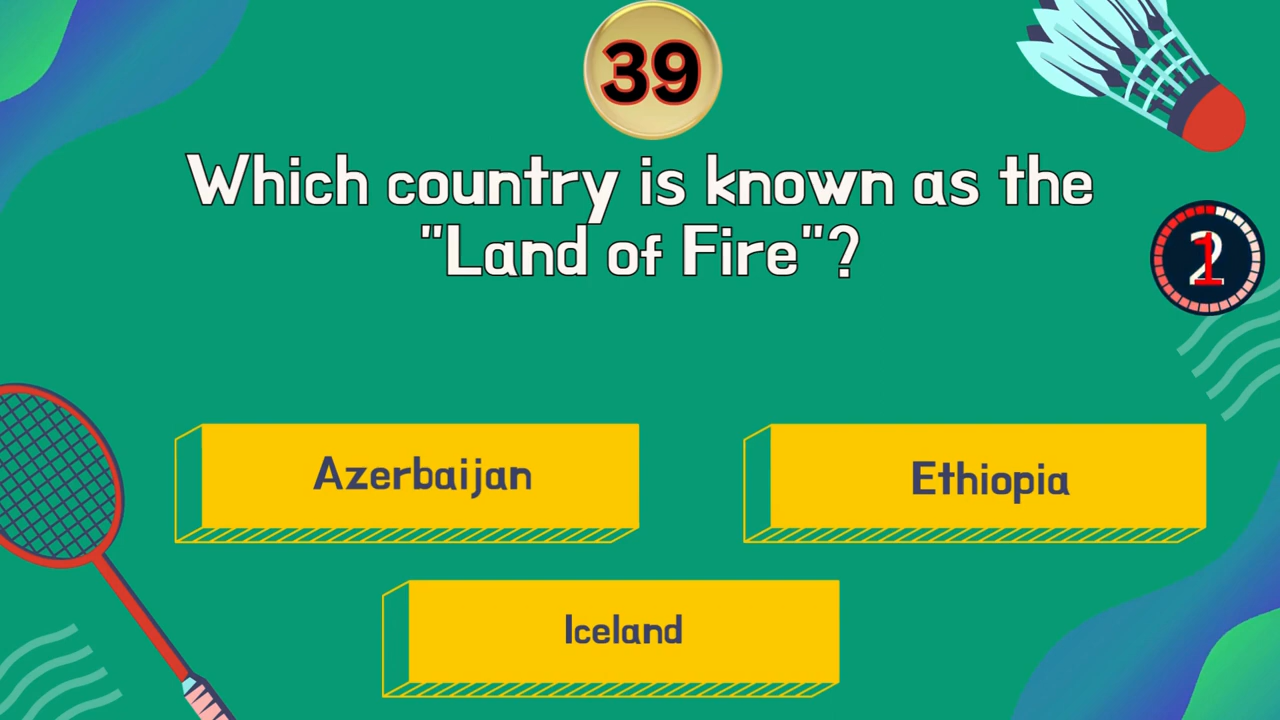 39
Which country is known as the
"Land of Fire"?
Azerbaijan
Ethiopia
Iceland